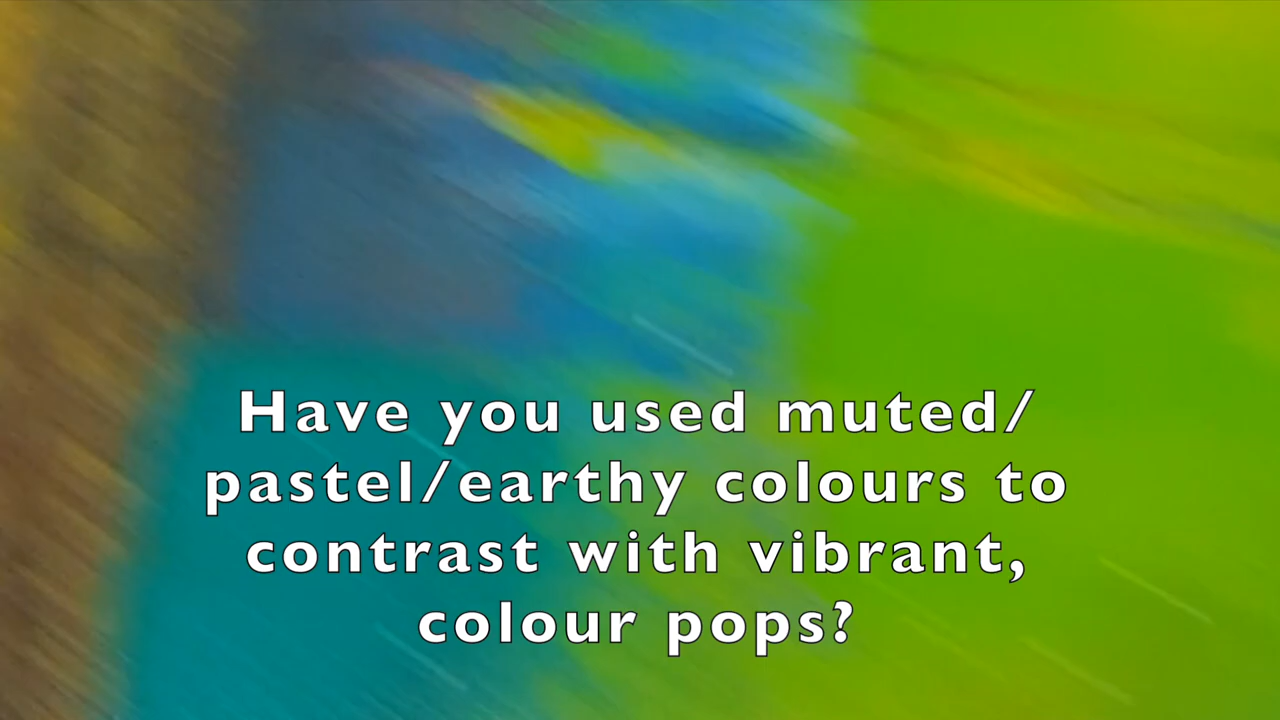 Have you used muted/
pastel/earthy colours to
contrast with vibrant,
colour pops?